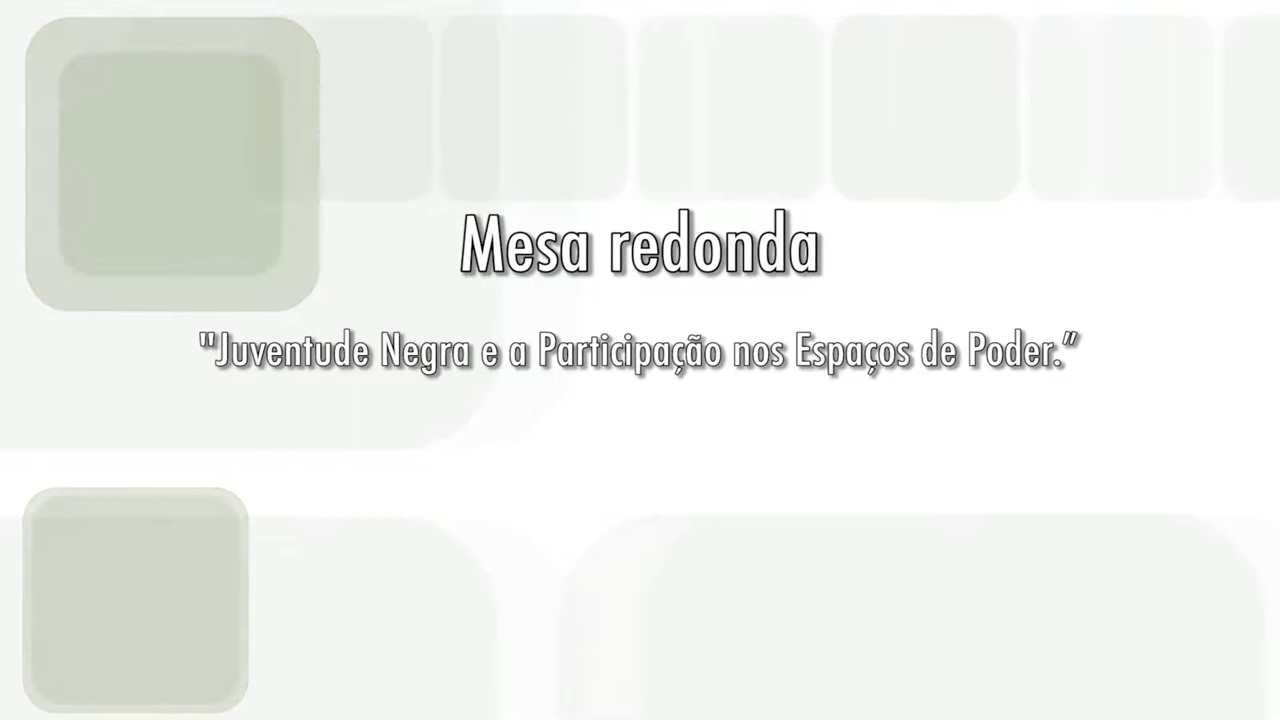 Mesa redonda
"Juventude Negra e a Participação nos Espaços de Poder.”